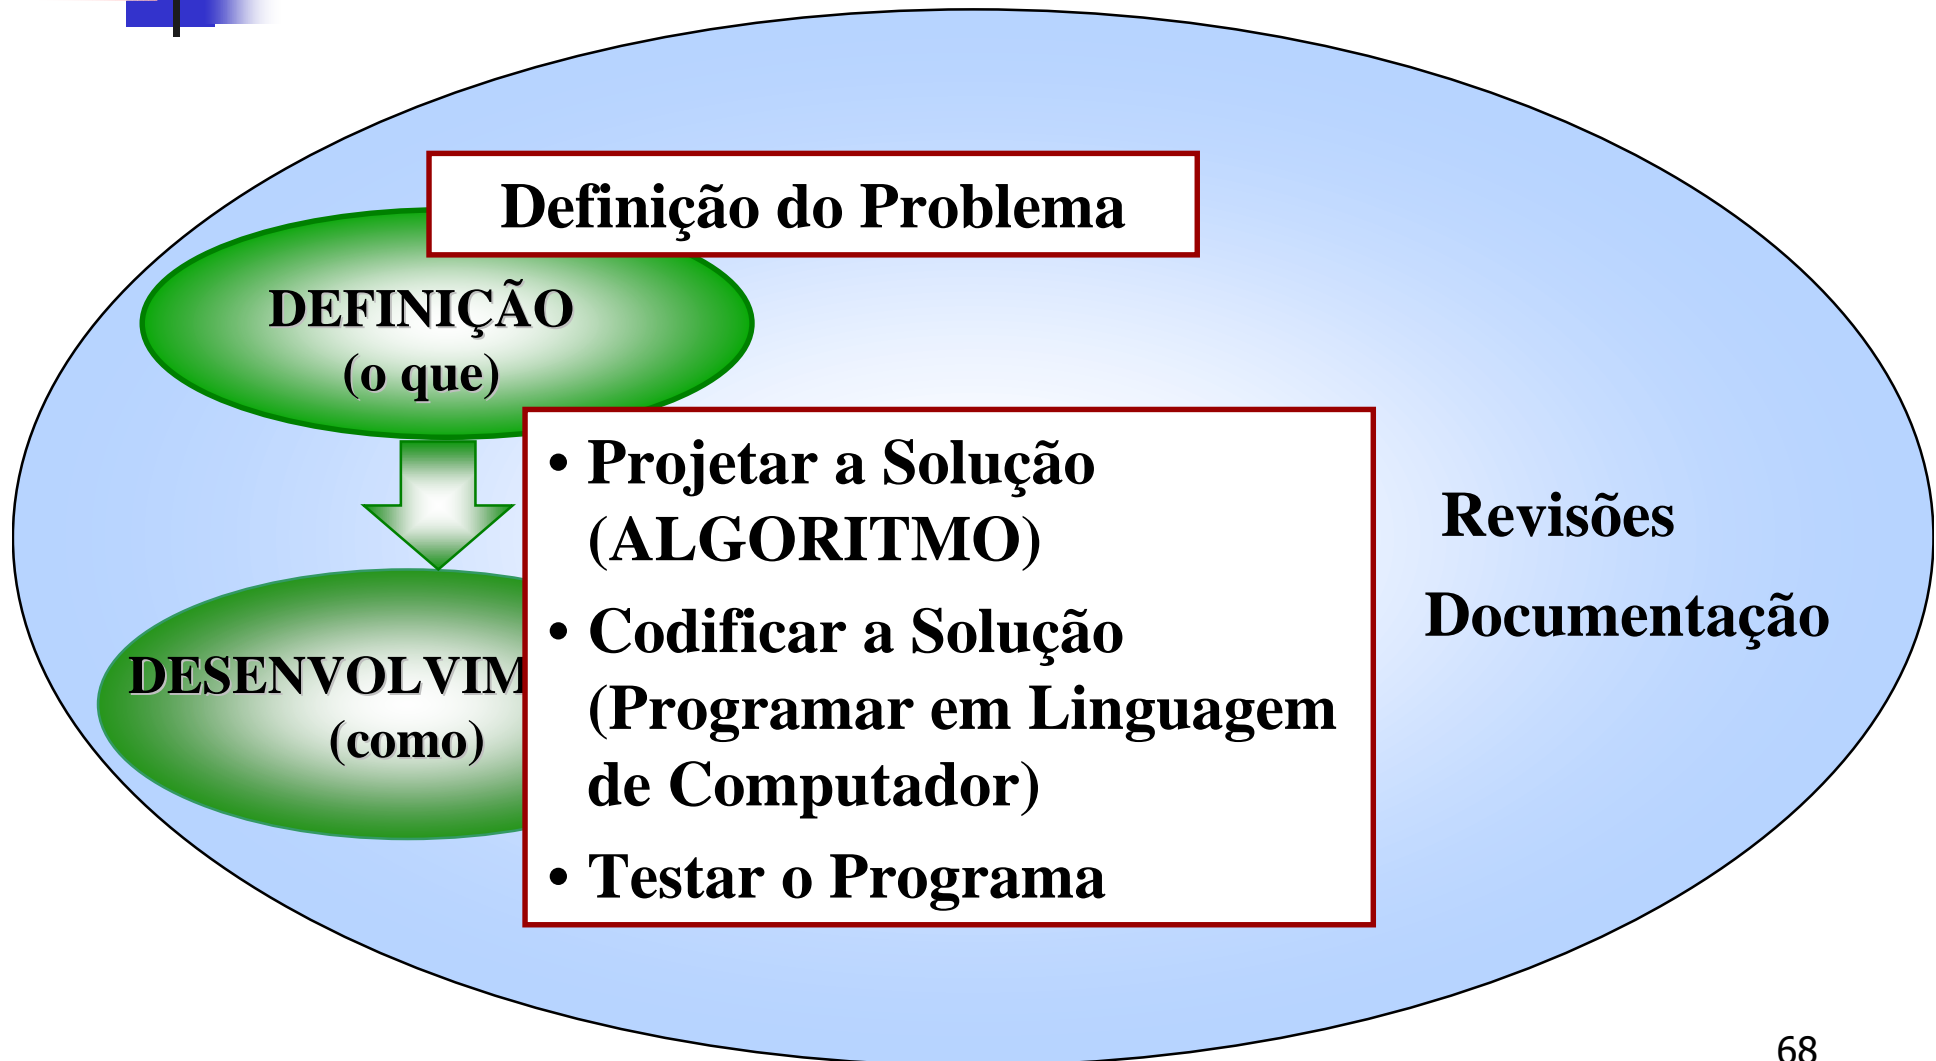 Definição do Problema
DEFINIÇÃO
(o que)
• Projetar a Solução
(ALGORITMO)
• Codificar a Solução
(Programar em Linguagem
de Computador)
• Testar o Programa
DESENVOLVIM
(como)
Revisões
Documentação
68